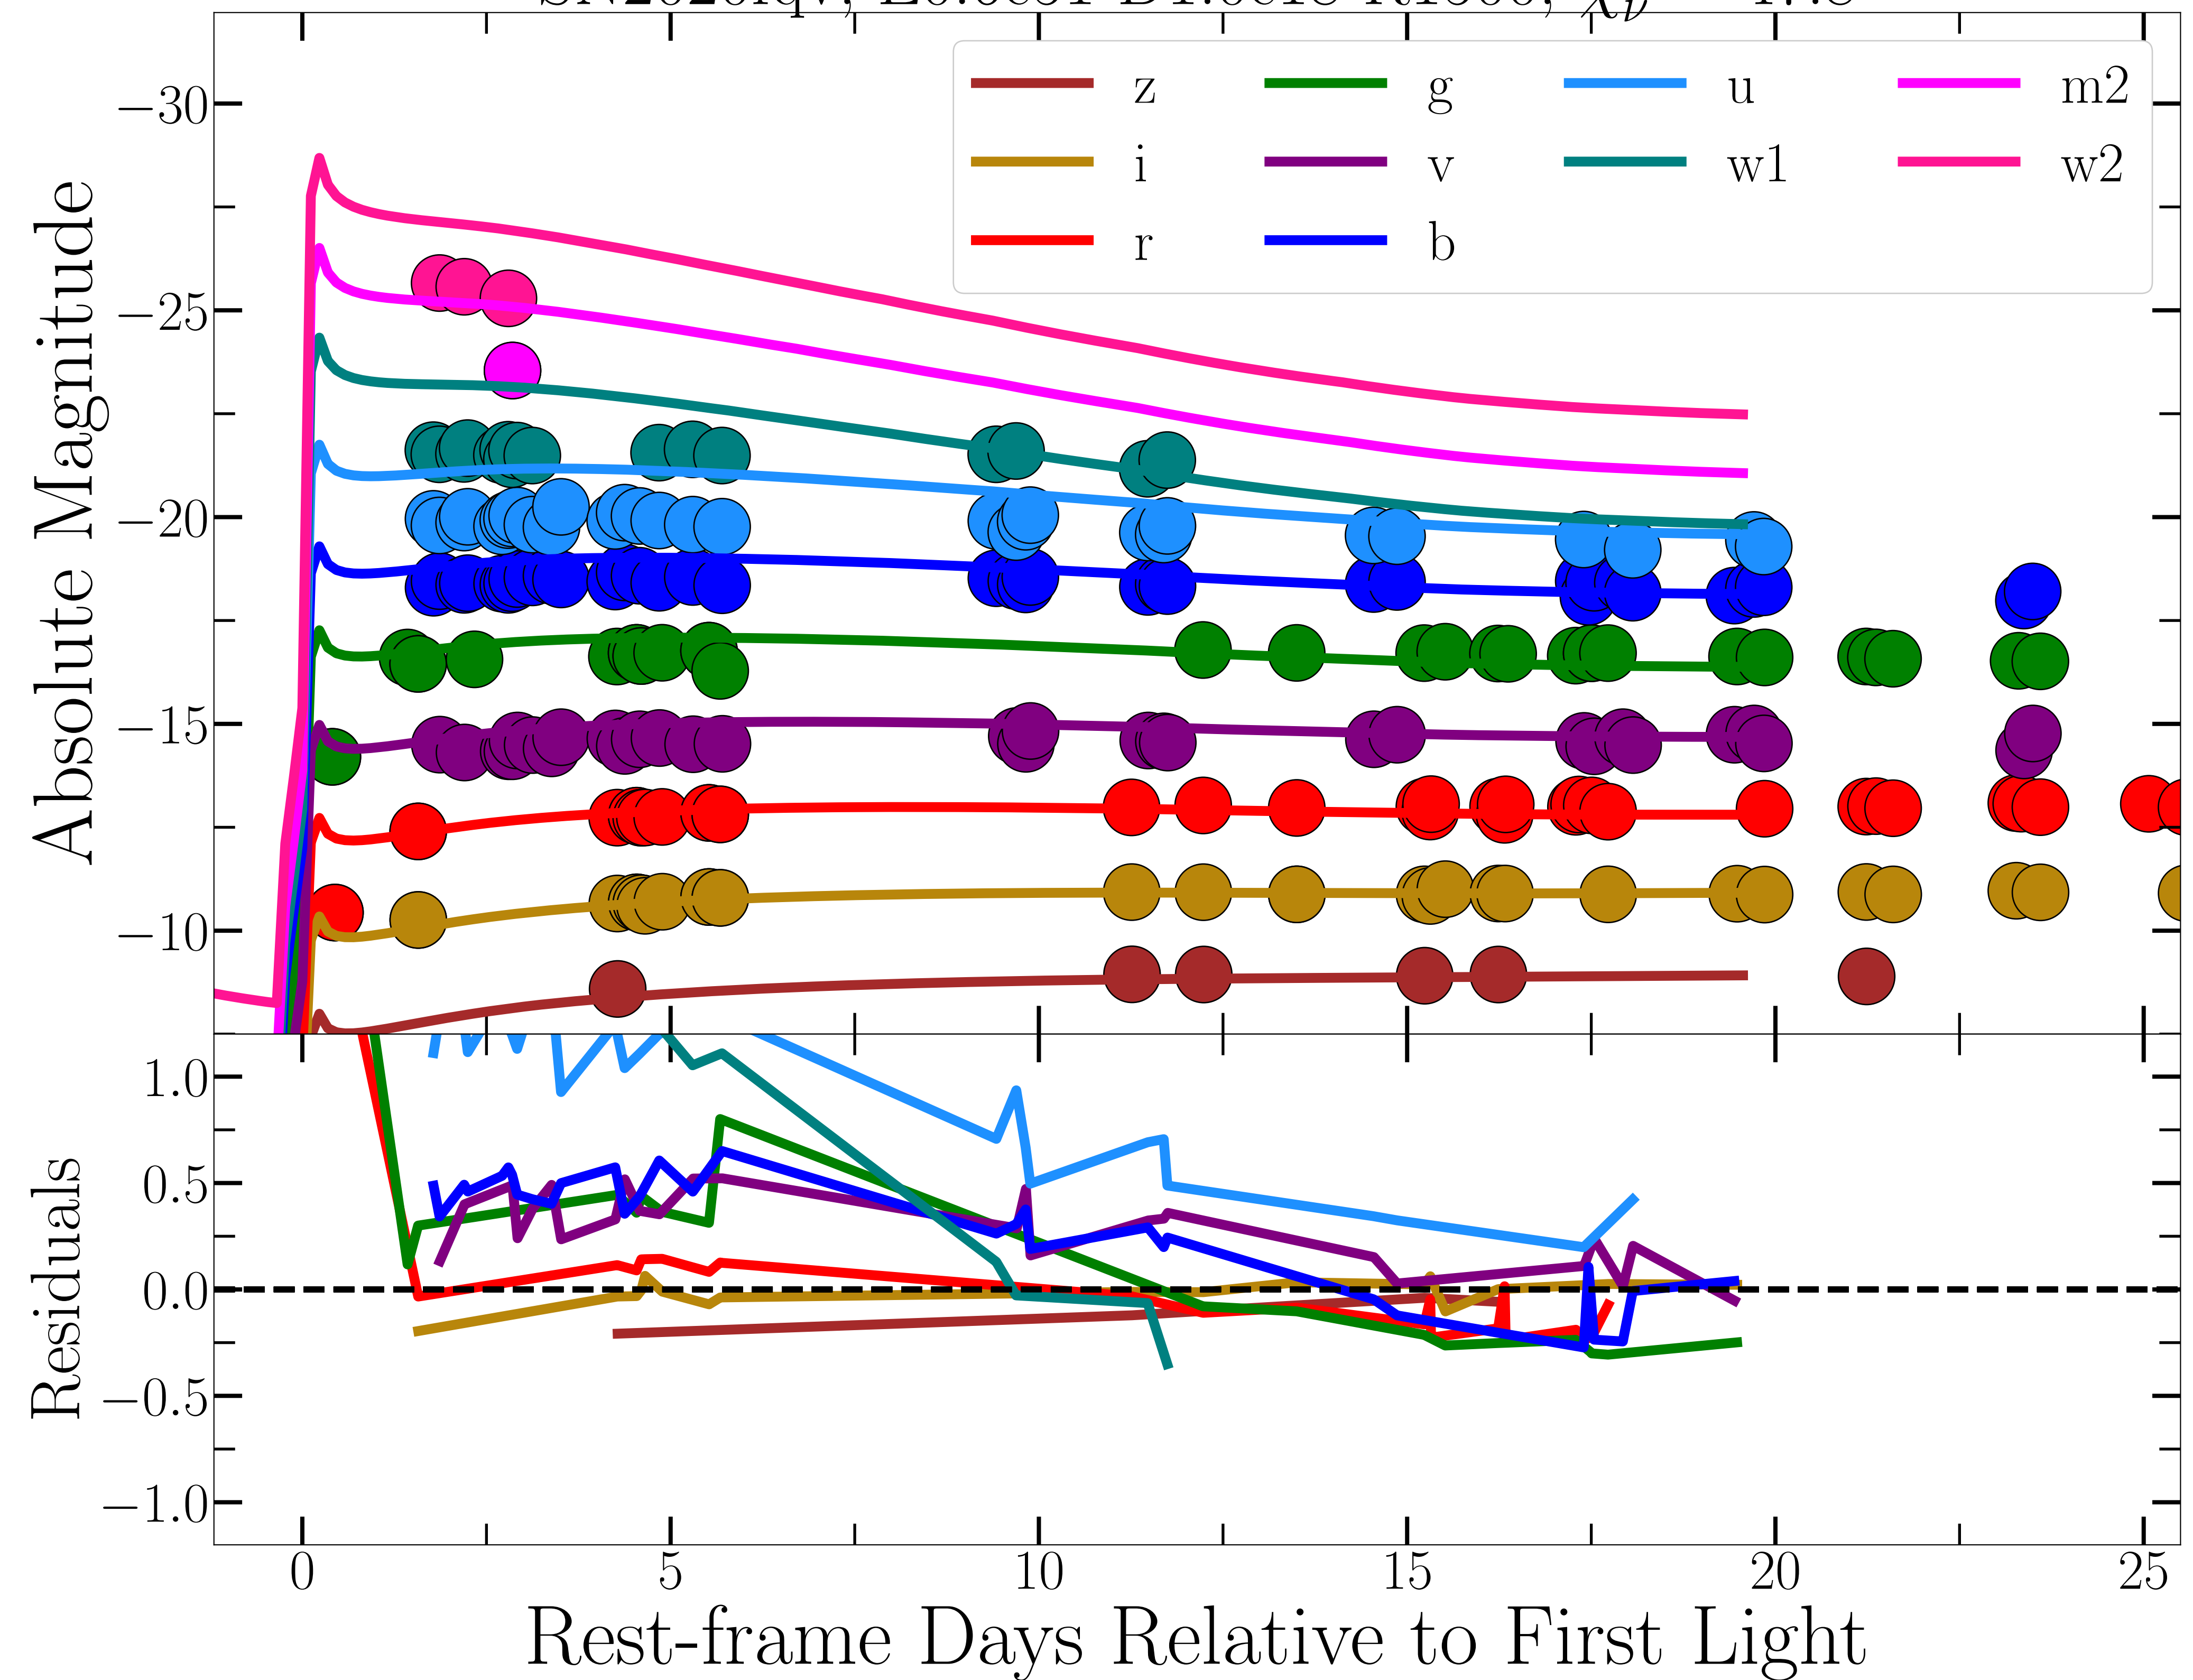 −30
−25
−20
−15
−10
Absolute Magnitude
z
g
u
m2
i
v
w1
w2
r
b
1.0
0.5
0.0
−0.5
−1.0
Residuals
0
5
10
15
20
25
Rest-frame Days Relative to First Light